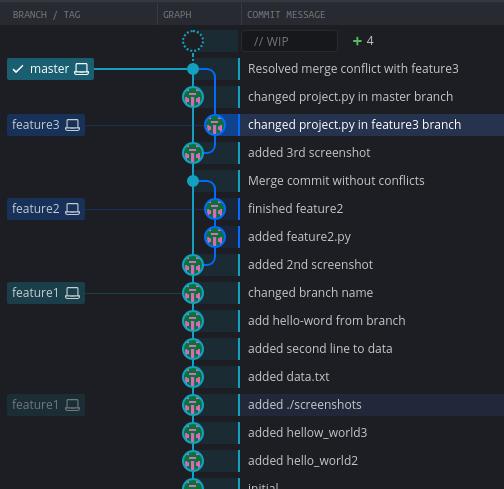 BRANCH / TAG GRAPH COMMIT MESSAGE
// WIP + 4
master Resolved merge conflict with feature3
changed project.py in master branch
feature3 changed project.py in feature3 branch
added 3rd screenshot
Merge commit without conflicts
feature2 finished feature2
added feature2.py
added 2nd screenshot
feature1 changed branch name
add hello-word from branch
added second line to data
added data.txt
feature1 added ./screenshots
added hellow_world3
added hello_world2
initial